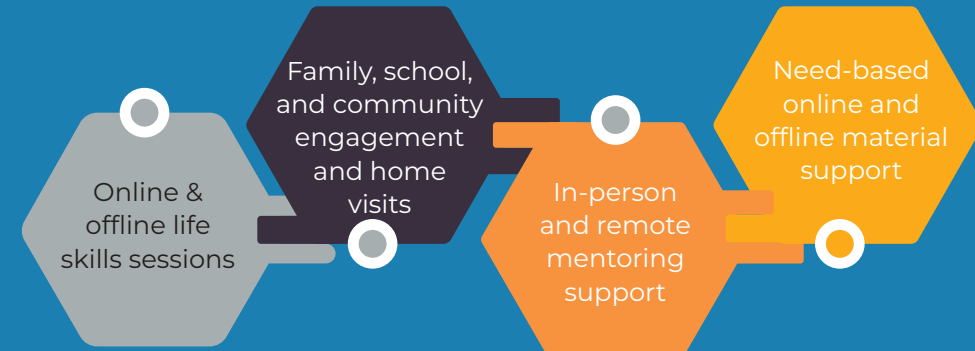 Online &
offline life
skills sessions
Family, school,
and community
engagement
and home
visits
In-person
and remote
mentoring
support
Need-based
online and
offline material
support